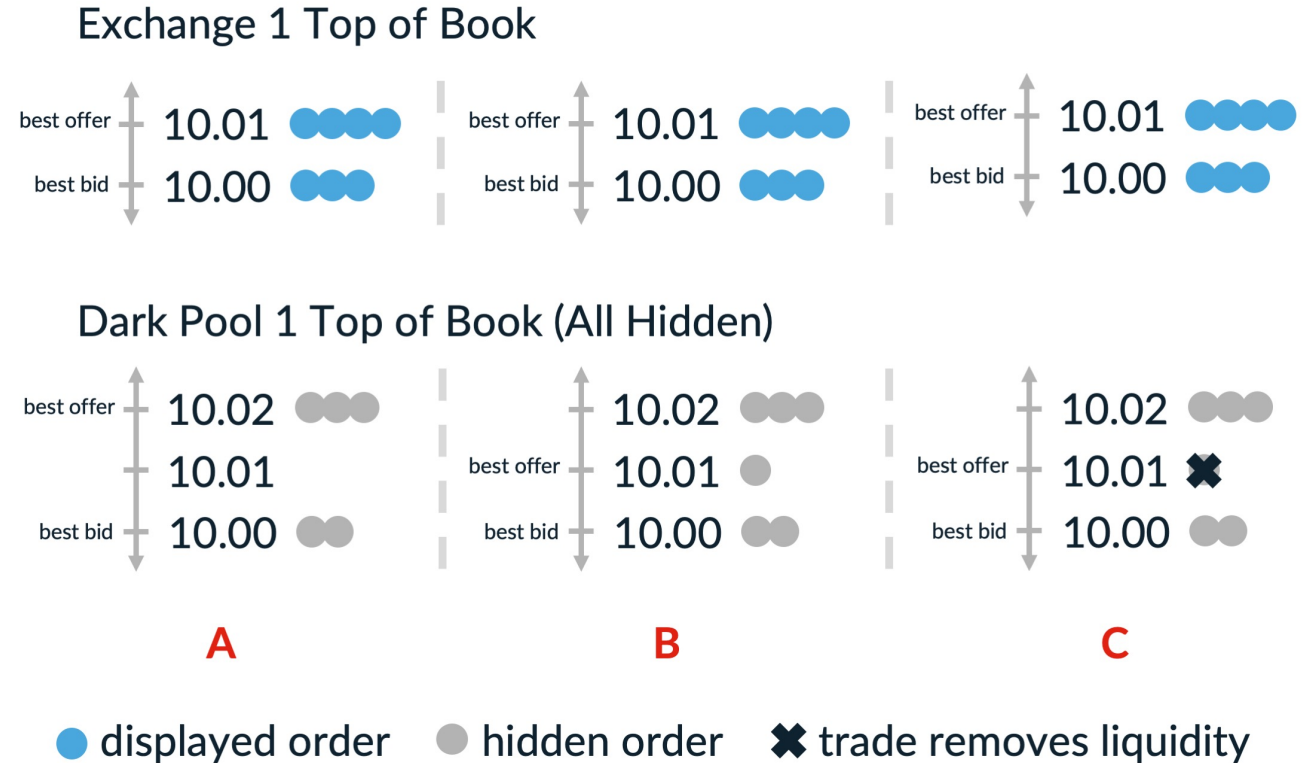 Exchange 1 Top of Book
best offer 10.01 best offer 10.01 best offer 10.01
best bid 10.00 best bid 10.00 best bid 10.00
Dark Pool 1 Top of Book (All Hidden)
best offer 10.02 10.02 10.02
10.01 best offer 10.01 best offer 10.01
best bid 10.00 best bid 10.00 best bid 10.00
A B C
displayed order hidden order trade removes liquidity